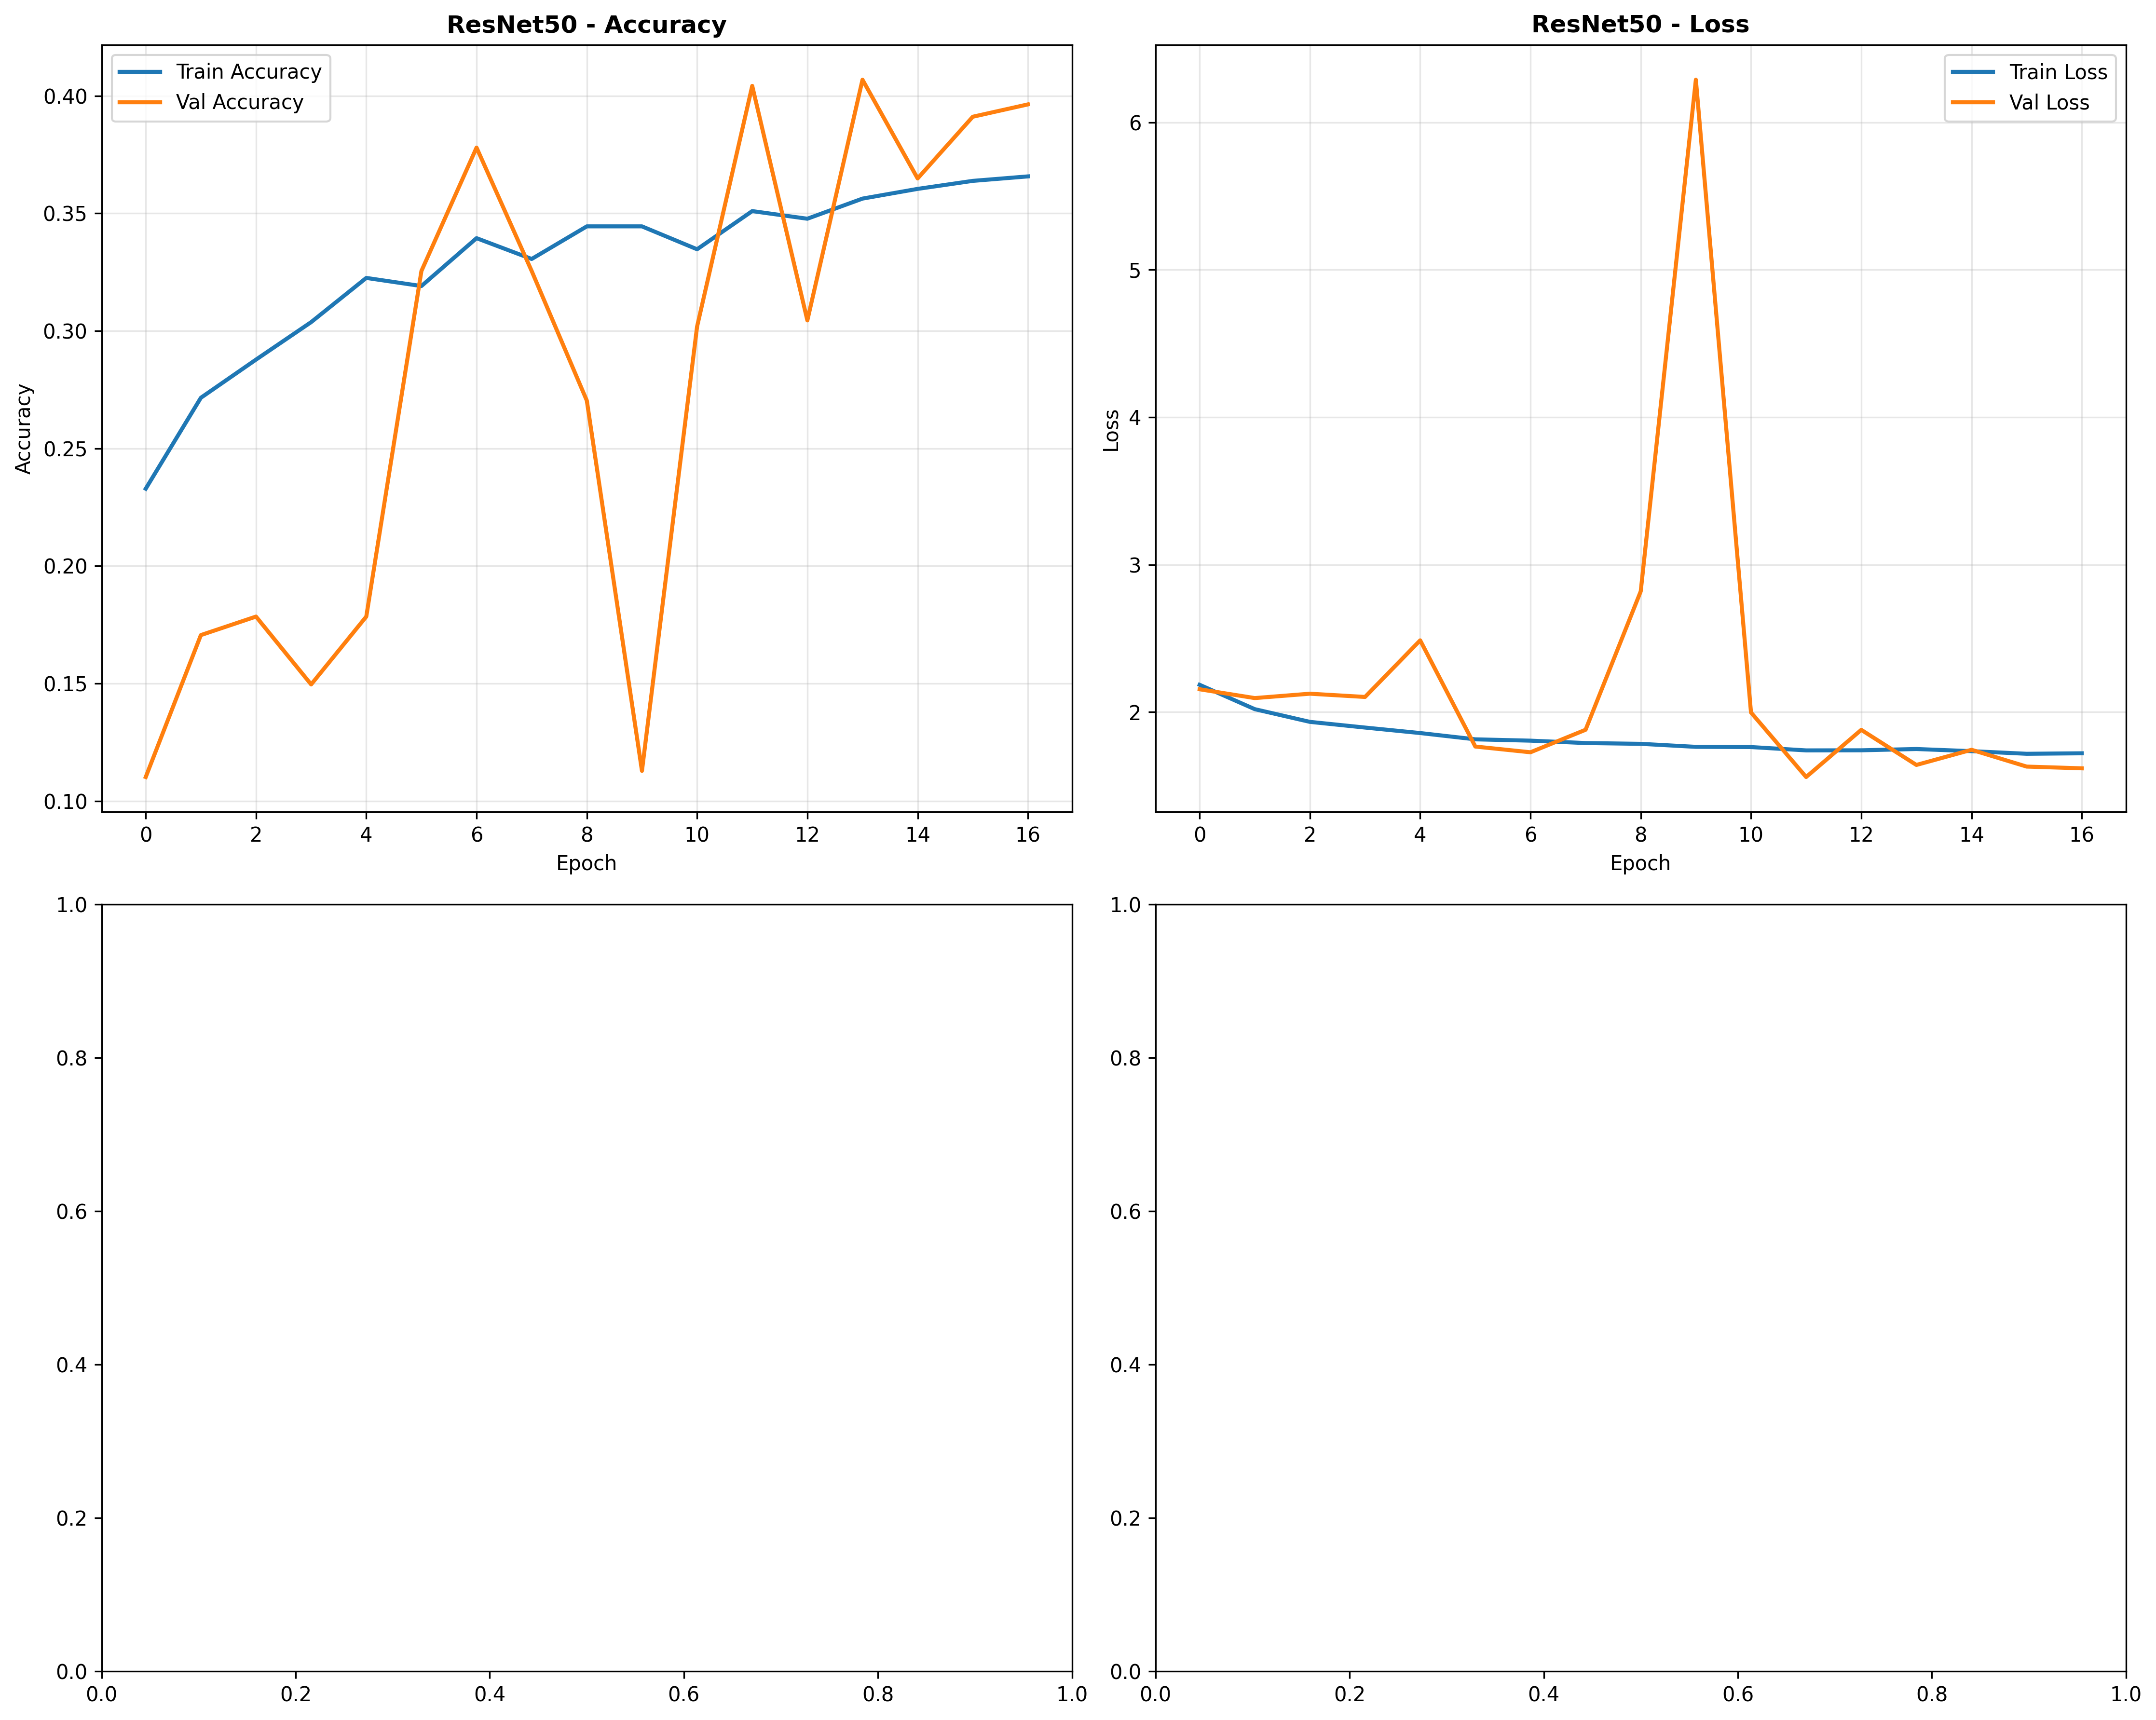 ResNet50 - Accuracy
Train Accuracy
Val Accuracy
0.40
0.35
0.30
0.25
0.20
0.15
0.10
Accuracy
0 2 4 6 8 10 12 14 16
Epoch
ResNet50 - Loss
Train Loss
Val Loss
6
5
4
3
2
Loss
0 2 4 6 8 10 12 14 16
Epoch
1.0
0.8
0.6
0.4
0.2
0.0
0.0 0.2 0.4 0.6 0.8 1.0
1.0
0.8
0.6
0.4
0.2
0.0
0.0 0.2 0.4 0.6 0.8 1.0